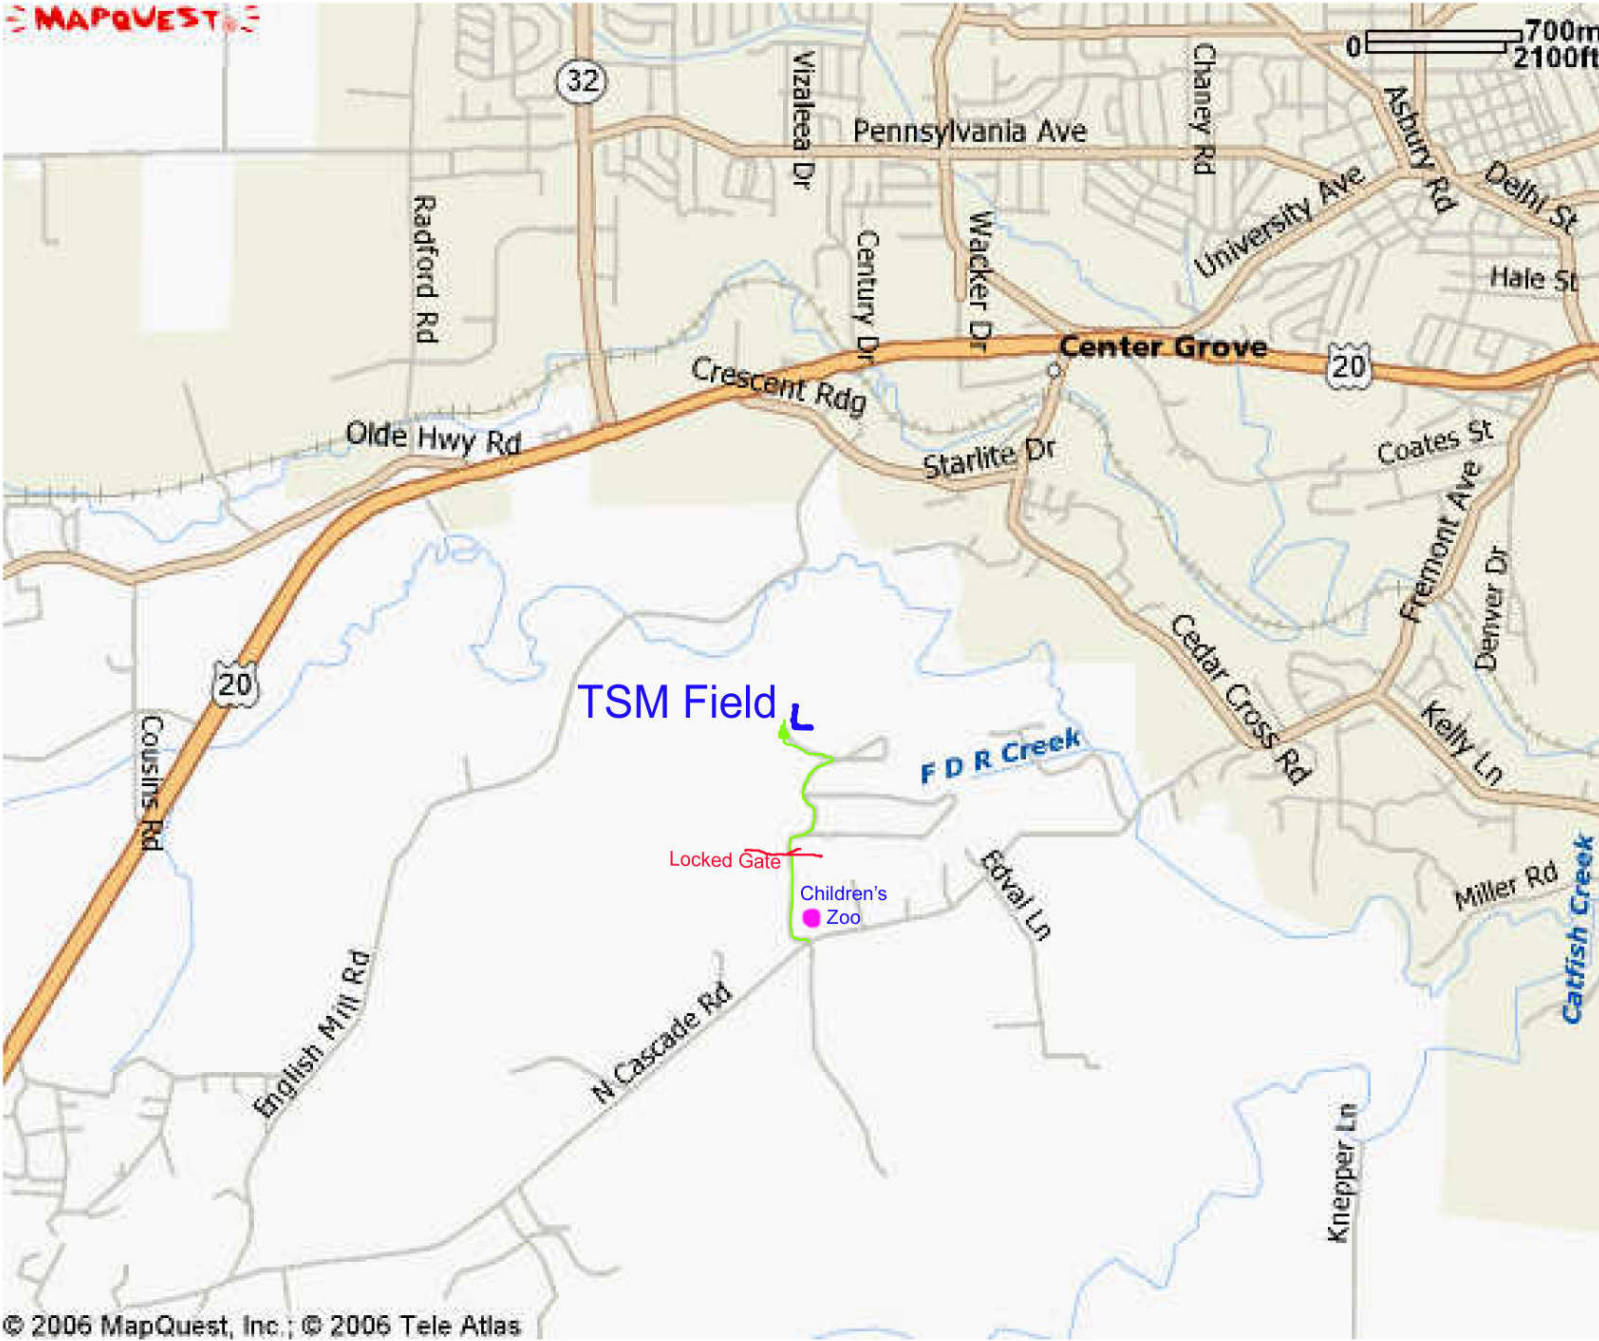 MAPQUEST
0 700m
2100ft
32
Vizaleea Dr
Chaney Rd
Asbury Rd
Pennsylvania Ave
University Ave
Delhi St
Radford Rd
Century Dr
Wacker Dr
Hale St
Center Grove
20
Crescent Rdg
Olde Hwy Rd
Starlite Dr
Coates St
Fremont Ave
Denver Dr
Cedar Cross Rd
20
TSM Field
Kelly Ln
F D R Creek
Cousins Rd
Locked Gate
Children's
Zoo
Edval Ln
Miller Rd
Catfish Creek
English Mill Rd
N Cascade Rd
Knepper Ln
© 2006 MapQuest, Inc.; © 2006 Tele Atlas